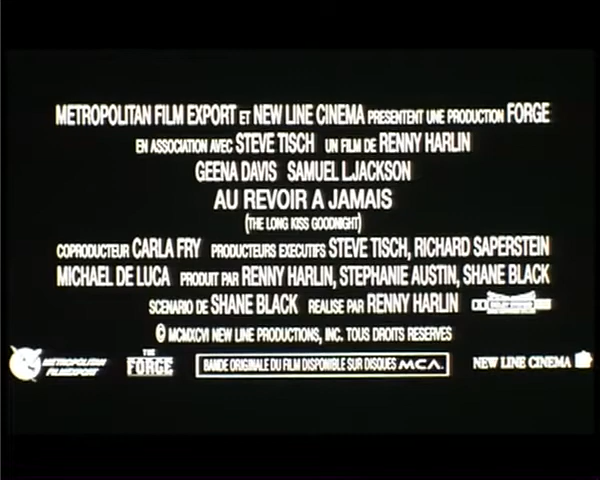 METROPOLITAN FILM EXPORT ET NEW LINE CINEMA PRESENTENT UNE PRODUCTION FORGE
EN ASSOCIATION AVEC STEVE TISCH UN FILM DE RENNY HARLIN
GEENA DAVIS SAMUEL L.JACKSON
AU REVOIR A JAMAIS
(THE LONG KISS GOODNIGHT)
COPRODUCTEUR CARLA FRY PRODUCTEURS EXECUTIFS STEVE TISCH, RICHARD SAPERSTEIN
MICHAEL DE LUCA PRODUIT PAR RENNY HARLIN, STEPHANIE AUSTIN, SHANE BLACK
SCENARIO DE SHANE BLACK REALISE PAR RENNY HARLIN
© MCMXCVI NEW LINE PRODUCTIONS, INC. TOUS DROITS RESERVES
METROPOLITAN FILMEXPORT
THE FORGE
BANDE ORIGINALE DU FILM DISPONIBLE SUR DISQUES MCA.
NEW LINE CINEMA